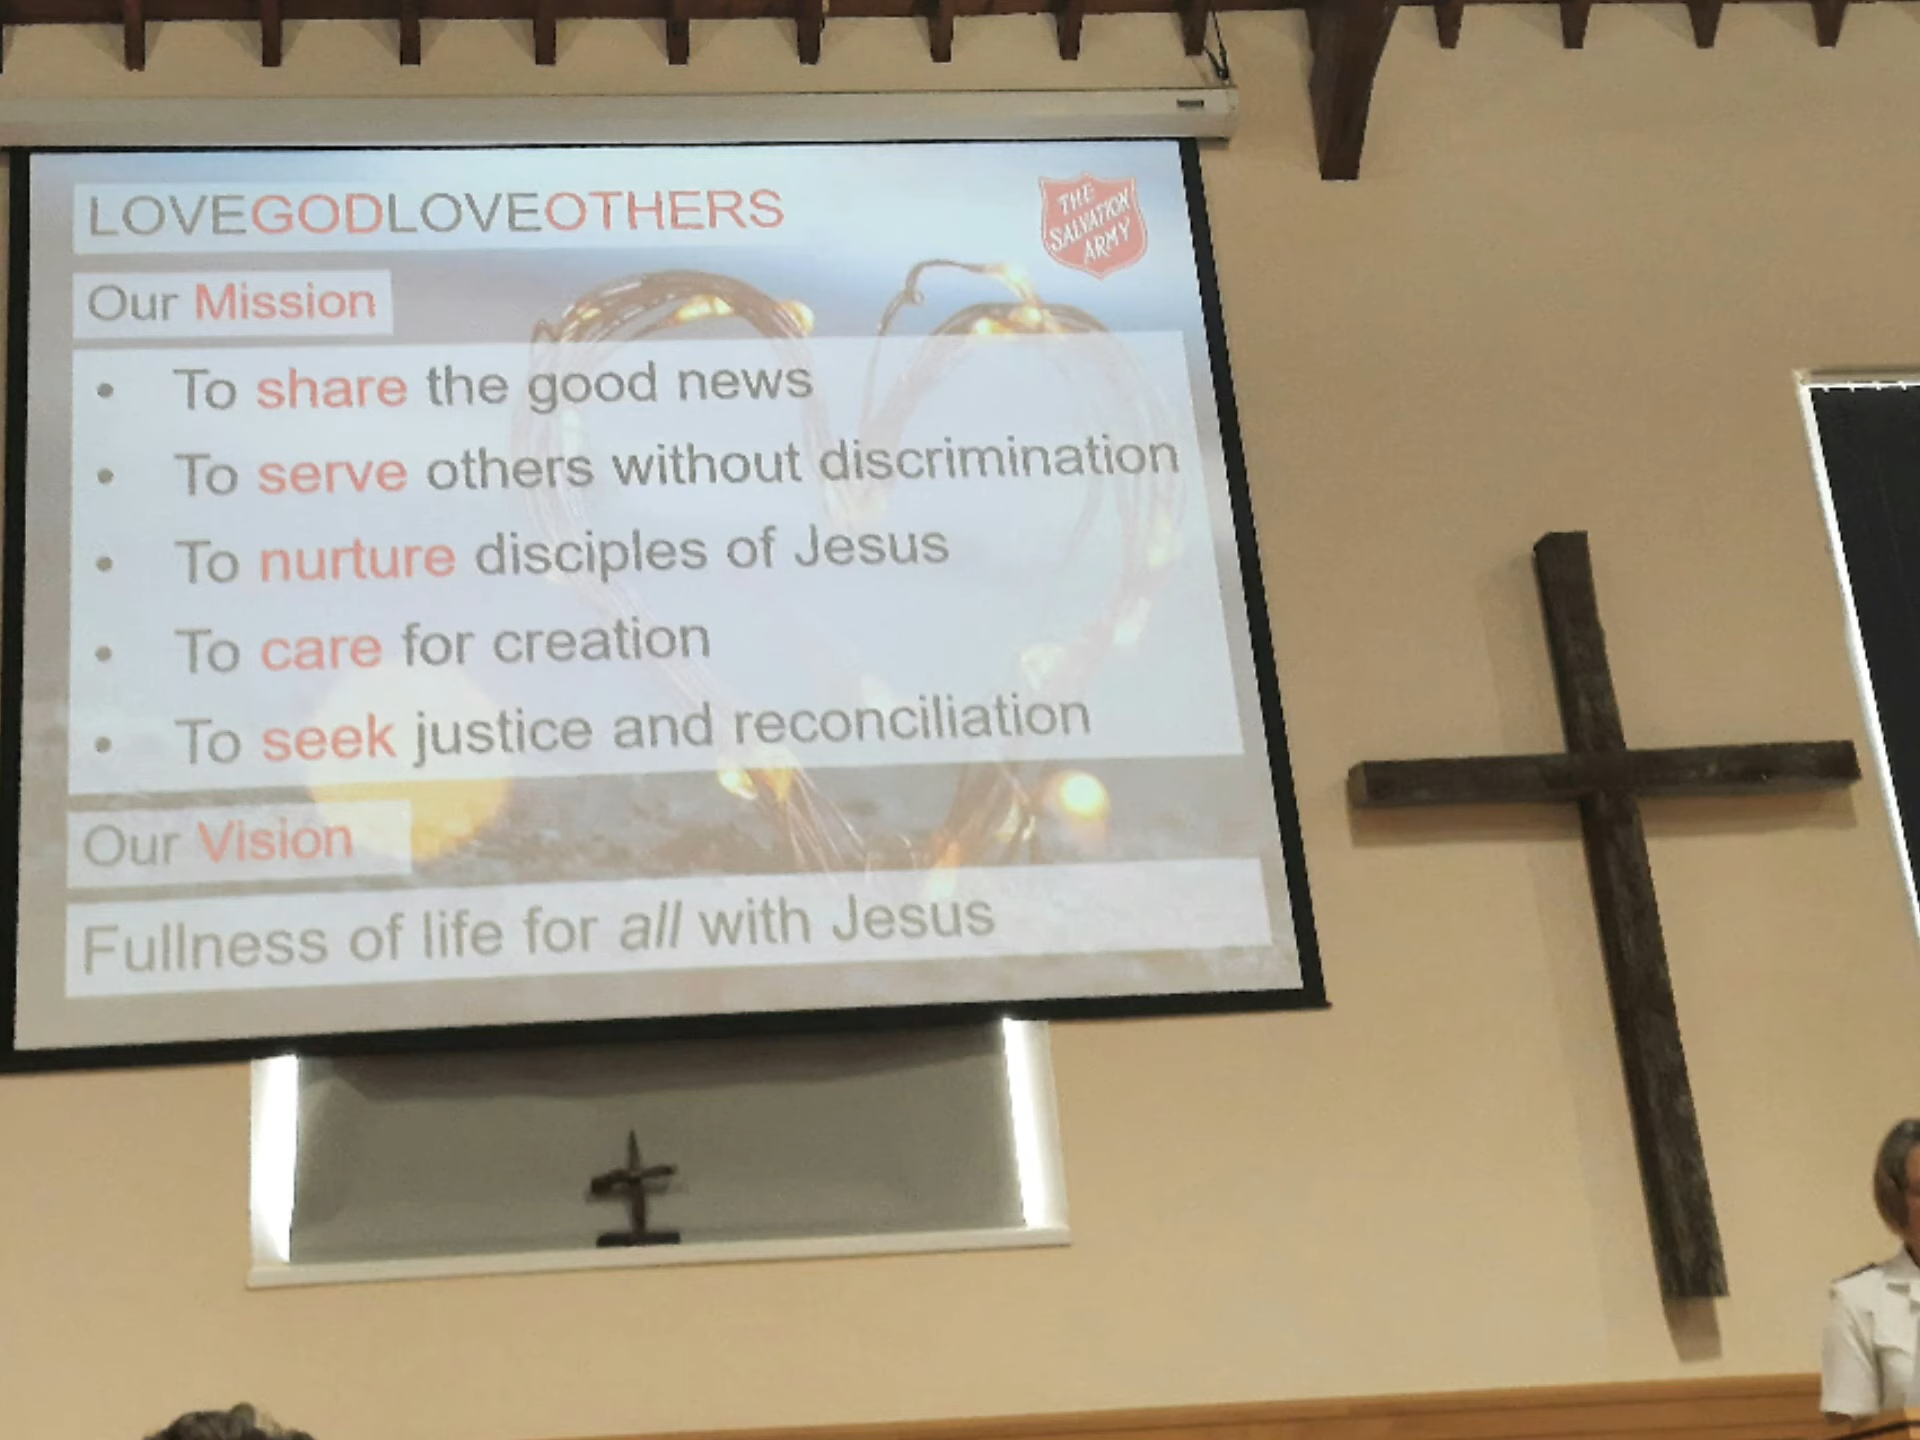 LOVEGODLOVEOTHERS
THE
SALVATION
ARMY
Our Mission
• To share the good news
• To serve others without discrimination
• To nurture disciples of Jesus
• To care for creation
• To seek justice and reconciliation
Our Vision
Fullness of life for all with Jesus